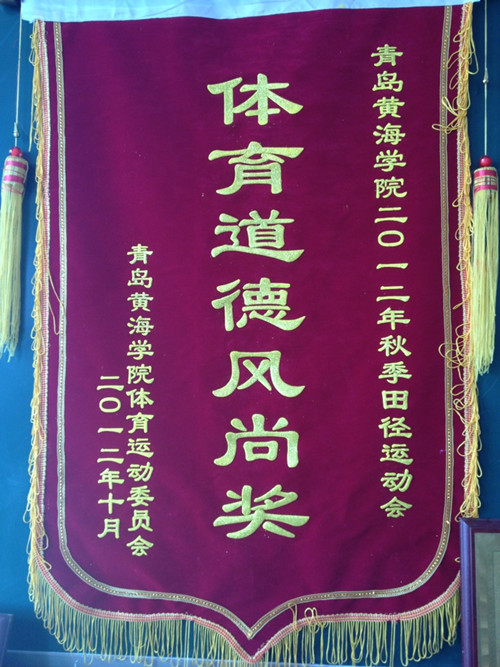 青岛黄海学院二〇一二年秋季田径运动会
体育道德风尚奖
青岛黄海学院体育运动委员会
二〇一二年十月